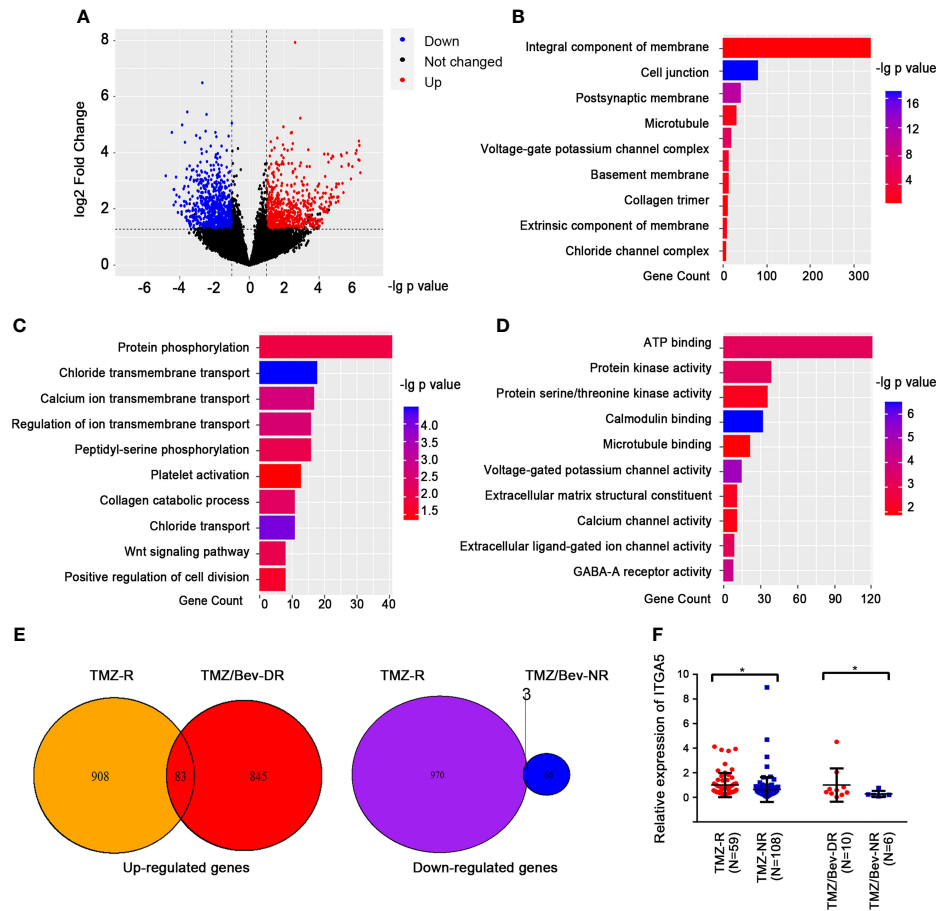 A
8
6
4
2
0
log2 Fold Change
-6
-4
-2
0
2
4
6
-lg p value
Down
Not changed
Up
B
Integral component of membrane
Cell junction
Postsynaptic membrane
Microtubule
Voltage-gate potassium channel complex
Basement membrane
Collagen trimer
Extrinsic component of membrane
Chloride channel complex
Gene Count
0
100
200
300
-lg p value
16
12
8
4
C
Protein phosphorylation
Chloride transmembrane transport
Calcium ion transmembrane transport
Regulation of ion transmembrane transport
Peptidyl-serine phosphorylation
Platelet activation
Collagen catabolic process
Chloride transport
Wnt signaling pathway
Positive regulation of cell division
Gene Count
0
10
20
30
40
-lg p value
4.0
3.5
3.0
2.5
2.0
1.5
D
ATP binding
Protein kinase activity
Protein serine/threonine kinase activity
Calmodulin binding
Microtubule binding
Voltage-gated potassium channel activity
Extracellular matrix structural constituent
Calcium channel activity
Extracellular ligand-gated ion channel activity
GABA-A receptor activity
Gene Count
0
30
60
90
120
-lg p value
6
5
4
3
2
E
TMZ-R
TMZ/Bev-DR
908
83
845
Up-regulated genes
TMZ-R
TMZ/Bev-NR
3
970
Down-regulated genes
F
Relative expression of ITGA5
10
8
6
4
2
0
*
*
TMZ-R
(N=59)
TMZ-NR
(N=108)
TMZ/Bev-DR
(N=10)
TMZ/Bev-NR
(N=6)